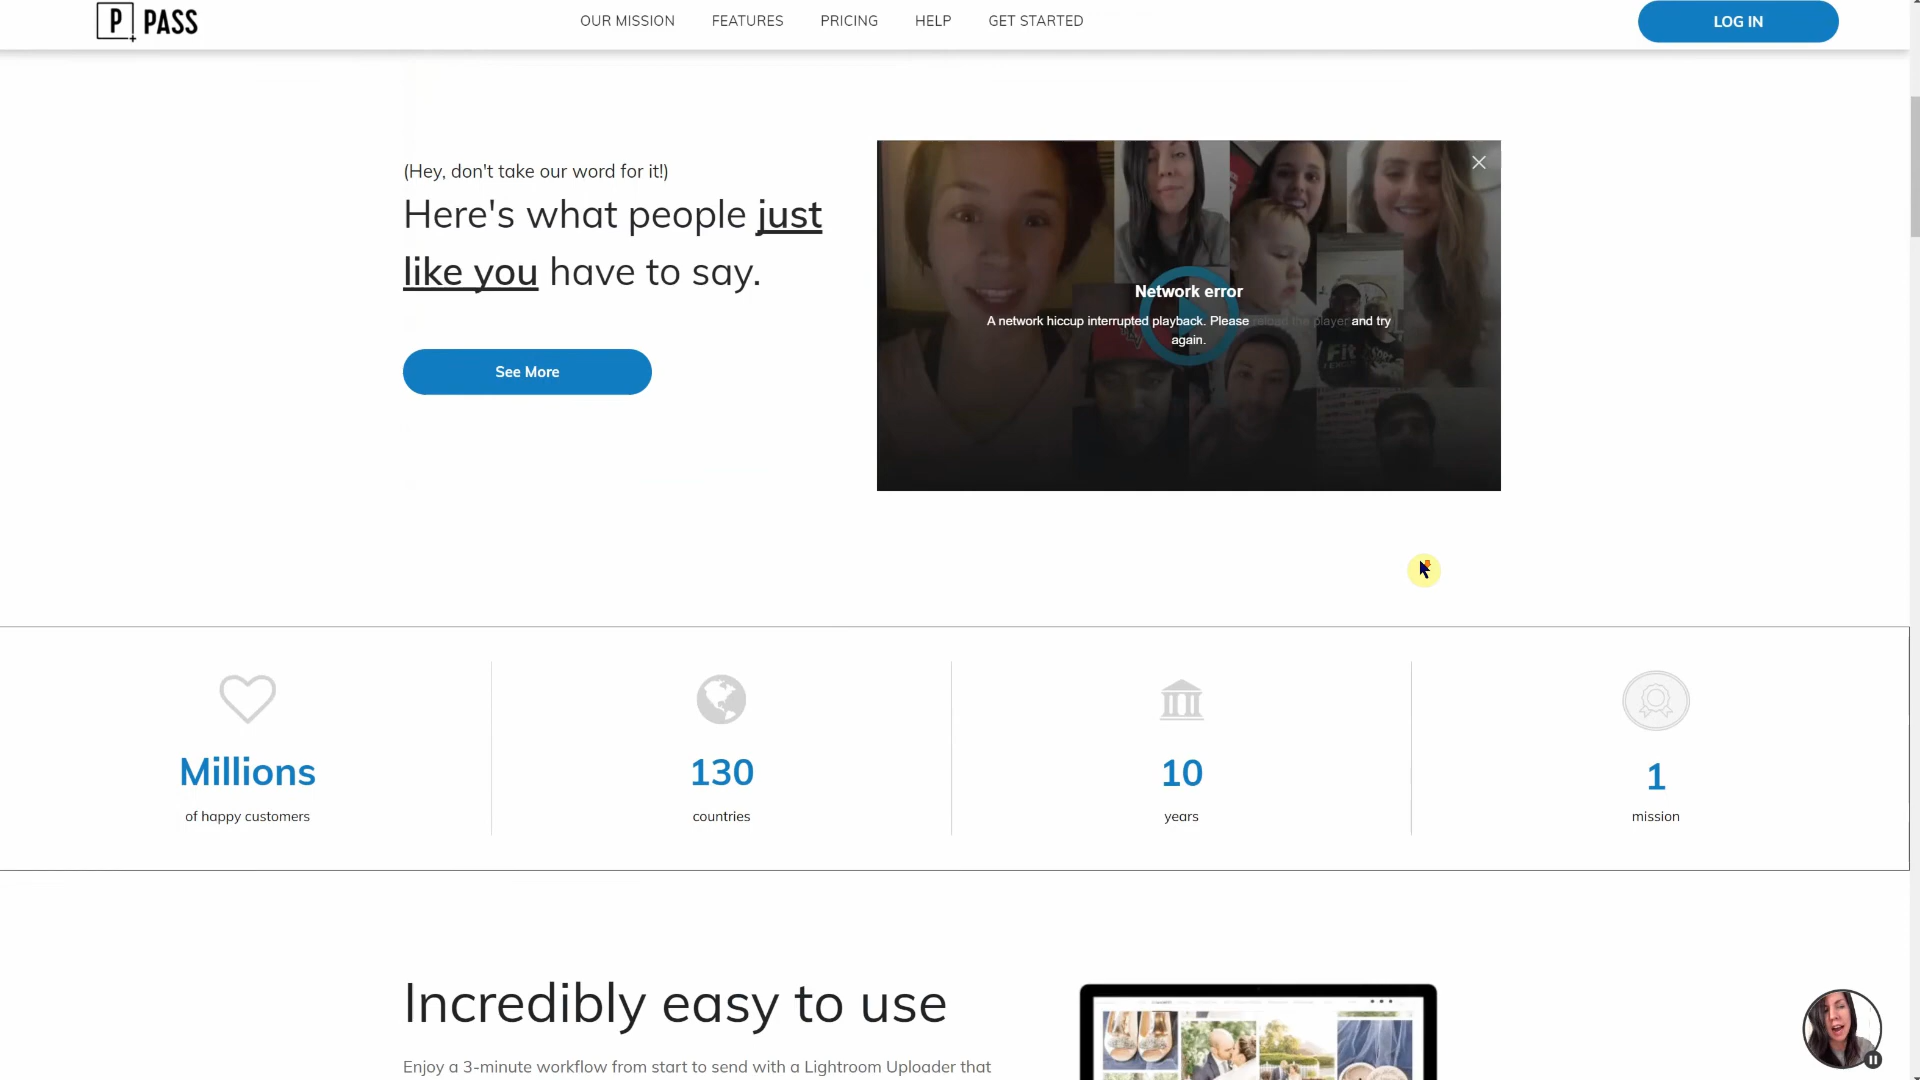 P PASS
OUR MISSION
FEATURES
PRICING
HELP
GET STARTED
LOG IN
(Hey, don't take our word for it!)
Here's what people just
like you have to say.
See More
Network error
A network hiccup interrupted playback. Please reload the player and try
again.
Millions
of happy customers
130
countries
10
years
1
mission
Incredibly easy to use
Enjoy a 3-minute workflow from start to send with a Lightroom Uploader that